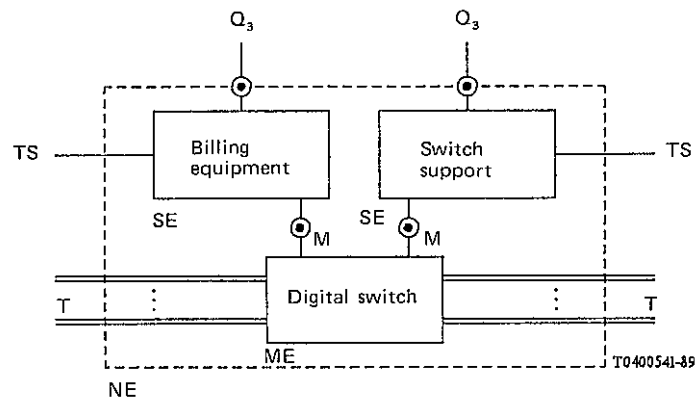 Q3 Q3
TS
Billing
equipment
Switch
support
TS
SE
M
SE
M
T
Digital switch
T
ME
T0400541-89
NE